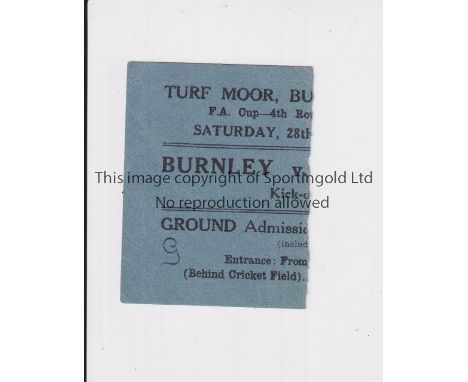 TURF MOOR, BU
F.A. Cup—4th Rou
SATURDAY, 28th
BURNLEY v.
This image copyright of Sportingold Ltd
Kick-o
No reproduction allowed
GROUND Admissio
(includ
G
Entrance: From
(Behind Cricket Field).